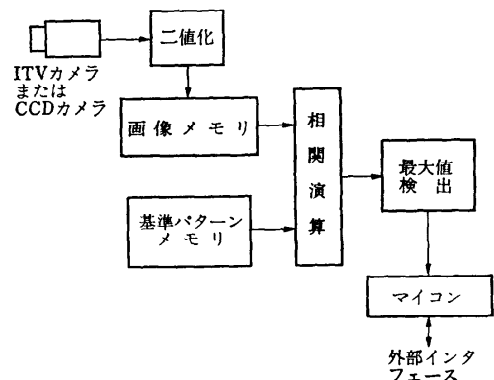 二値化
ITVカメラ
または
CCDカメラ
画像メモリ
相関演算
基準パターン
メモリ
最大値
検出
マイコン
外部インタ
フェース